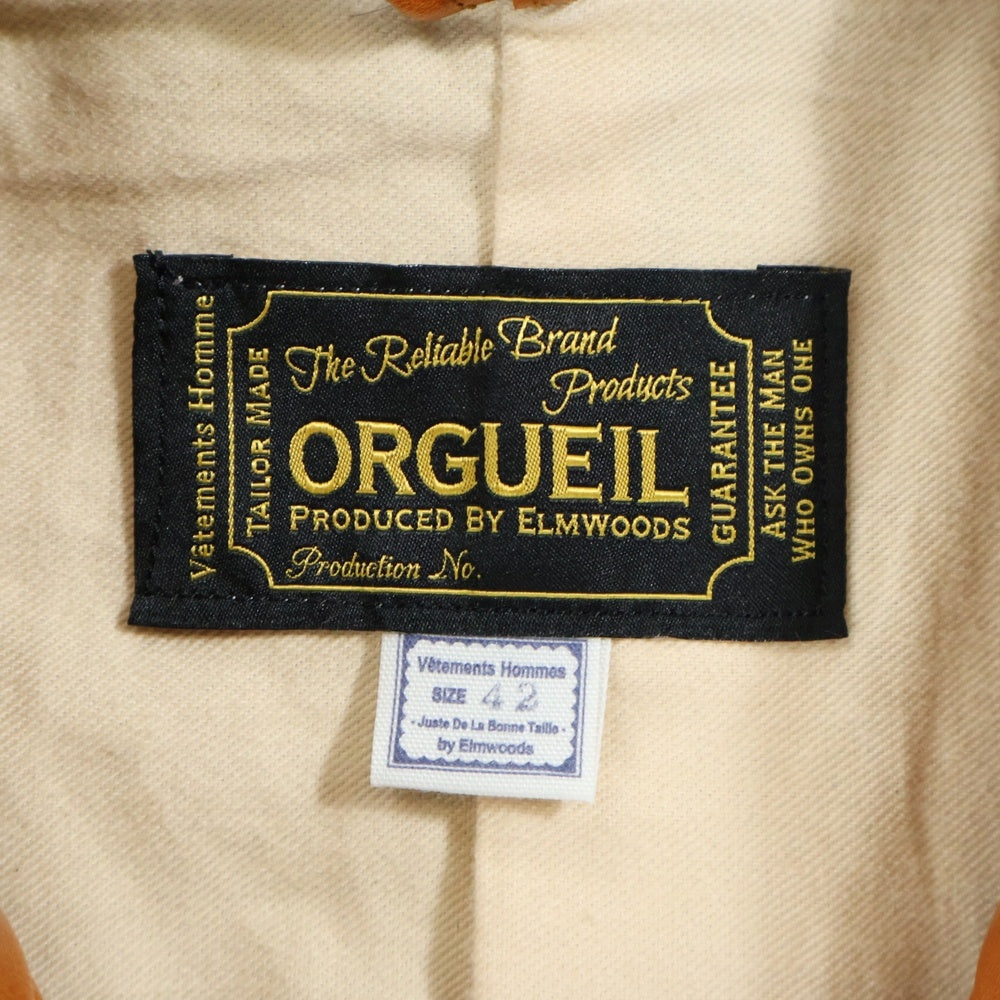 Vêtements Homme
TAILOR MADE
The Reliable Brand
Products
ORGUEIL
PRODUCED BY ELMWOODS
Production No.
GUARANTEE
ASK THE MAN
WHO OWNS ONE
Vêtements Hommes
SIZE 42
- Juste De La Bonne Taille -
by Elmwoods